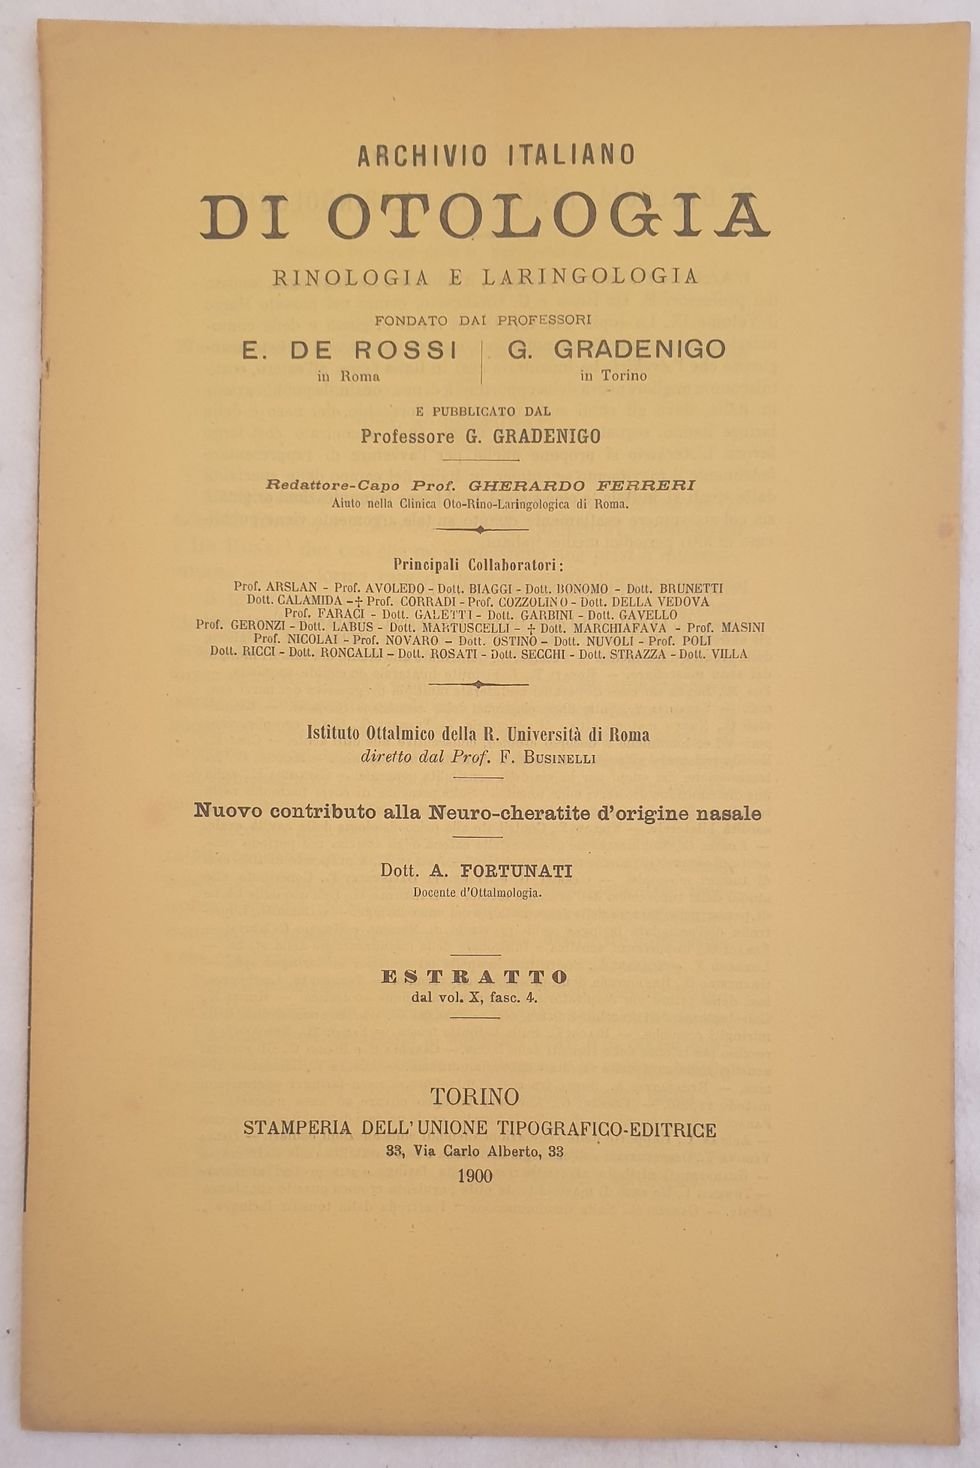 ARCHIVIO ITALIANO
DI OTOLOGIA
RINOLOGIA E LARINGOLOGIA
FONDATO DAI PROFESSORI
E. DE ROSSI | G. GRADENIGO
in Roma | in Torino
E PUBBLICATO DAL
Professore G. GRADENIGO
Redattore-Capo Prof. GHERARDO FERRERI
Aiuto nella Clinica Oto-Rino-Laringologica di Roma.
Principali Collaboratori:
Prof. ARSLAN - Prof. AVOLEDO - Dott. BIAGGI - Dott. BONOMO - Dott. BRUNETTI
Dott. CALAMIDA - † Prof. CORRADI - Prof. COZZOLINO - Dott. DELLA VEDOVA
Prof. FARACI - Dott. GALETTI - Dott. GARBINI - Dott. GAVELLO
Prof. GERONZI - Dott. LABUS - Dott. MARTUSCELLI - † Dott. MARCHIAFAVA - Prof. MASINI
Prof. NICOLAI - Prof. NOVARO - Dott. OSTINO - Dott. NUVOLI - Prof. POLI
Dott. RICCI - Dott. RONCALLI - Dott. ROSATI - Dott. SECCHI - Dott. STRAZZA - Dott. VILLA
Istituto Ottalmico della R. Università di Roma
diretto dal Prof. F. BUSINELLI
Nuovo contributo alla Neuro-cheratite d'origine nasale
Dott. A. FORTUNATI
Docente d'Ottalmologia.
ESTRATTO
dal vol. X, fasc. 4.
TORINO
STAMPERIA DELL'UNIONE TIPOGRAFICO-EDITRICE
33, Via Carlo Alberto, 33
1900